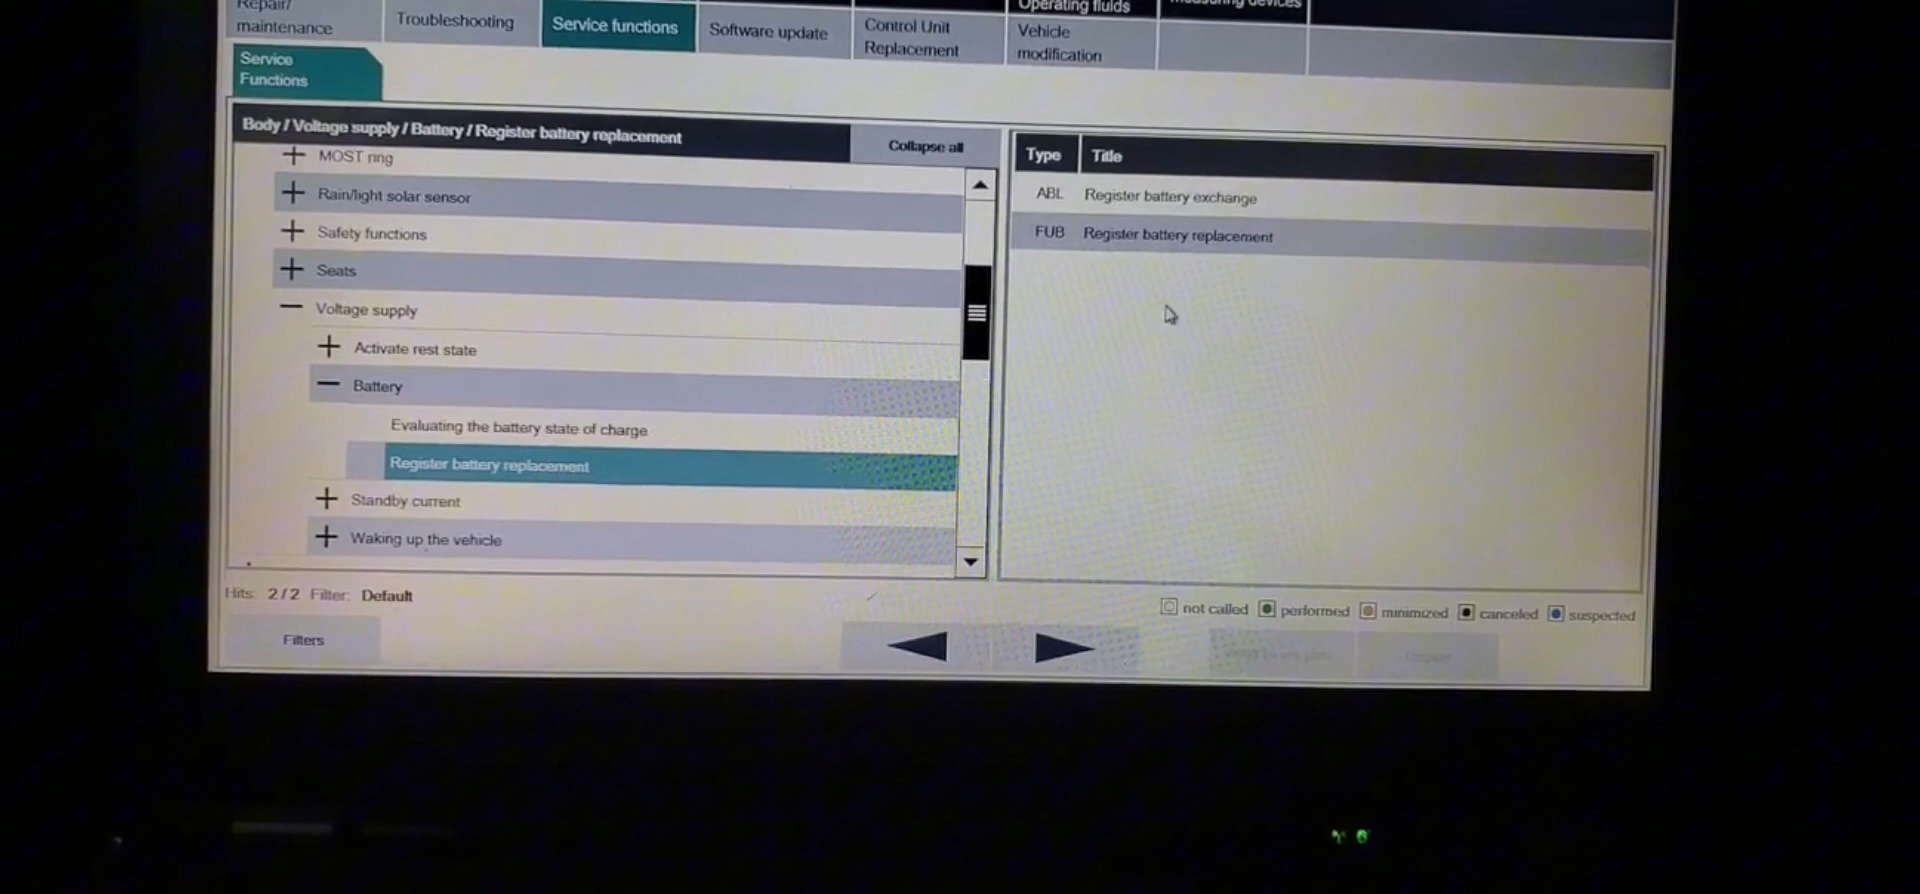 Repair/
maintenance
Troubleshooting
Service functions
Software update
Control Unit
Replacement
Operating fluids
Vehicle
modification
measuring devices
Service
Functions
Body / Voltage supply / Battery / Register battery replacement
Collapse all
MOST ring
Rain/light solar sensor
Safety functions
Seats
Voltage supply
Activate rest state
Battery
Evaluating the battery state of charge
Register battery replacement
Standby current
Waking up the vehicle
Type Title
ABL Register battery exchange
FUB Register battery replacement
Hits: 2 / 2 Filter: Default
not called performed minimized canceled suspected
Filters